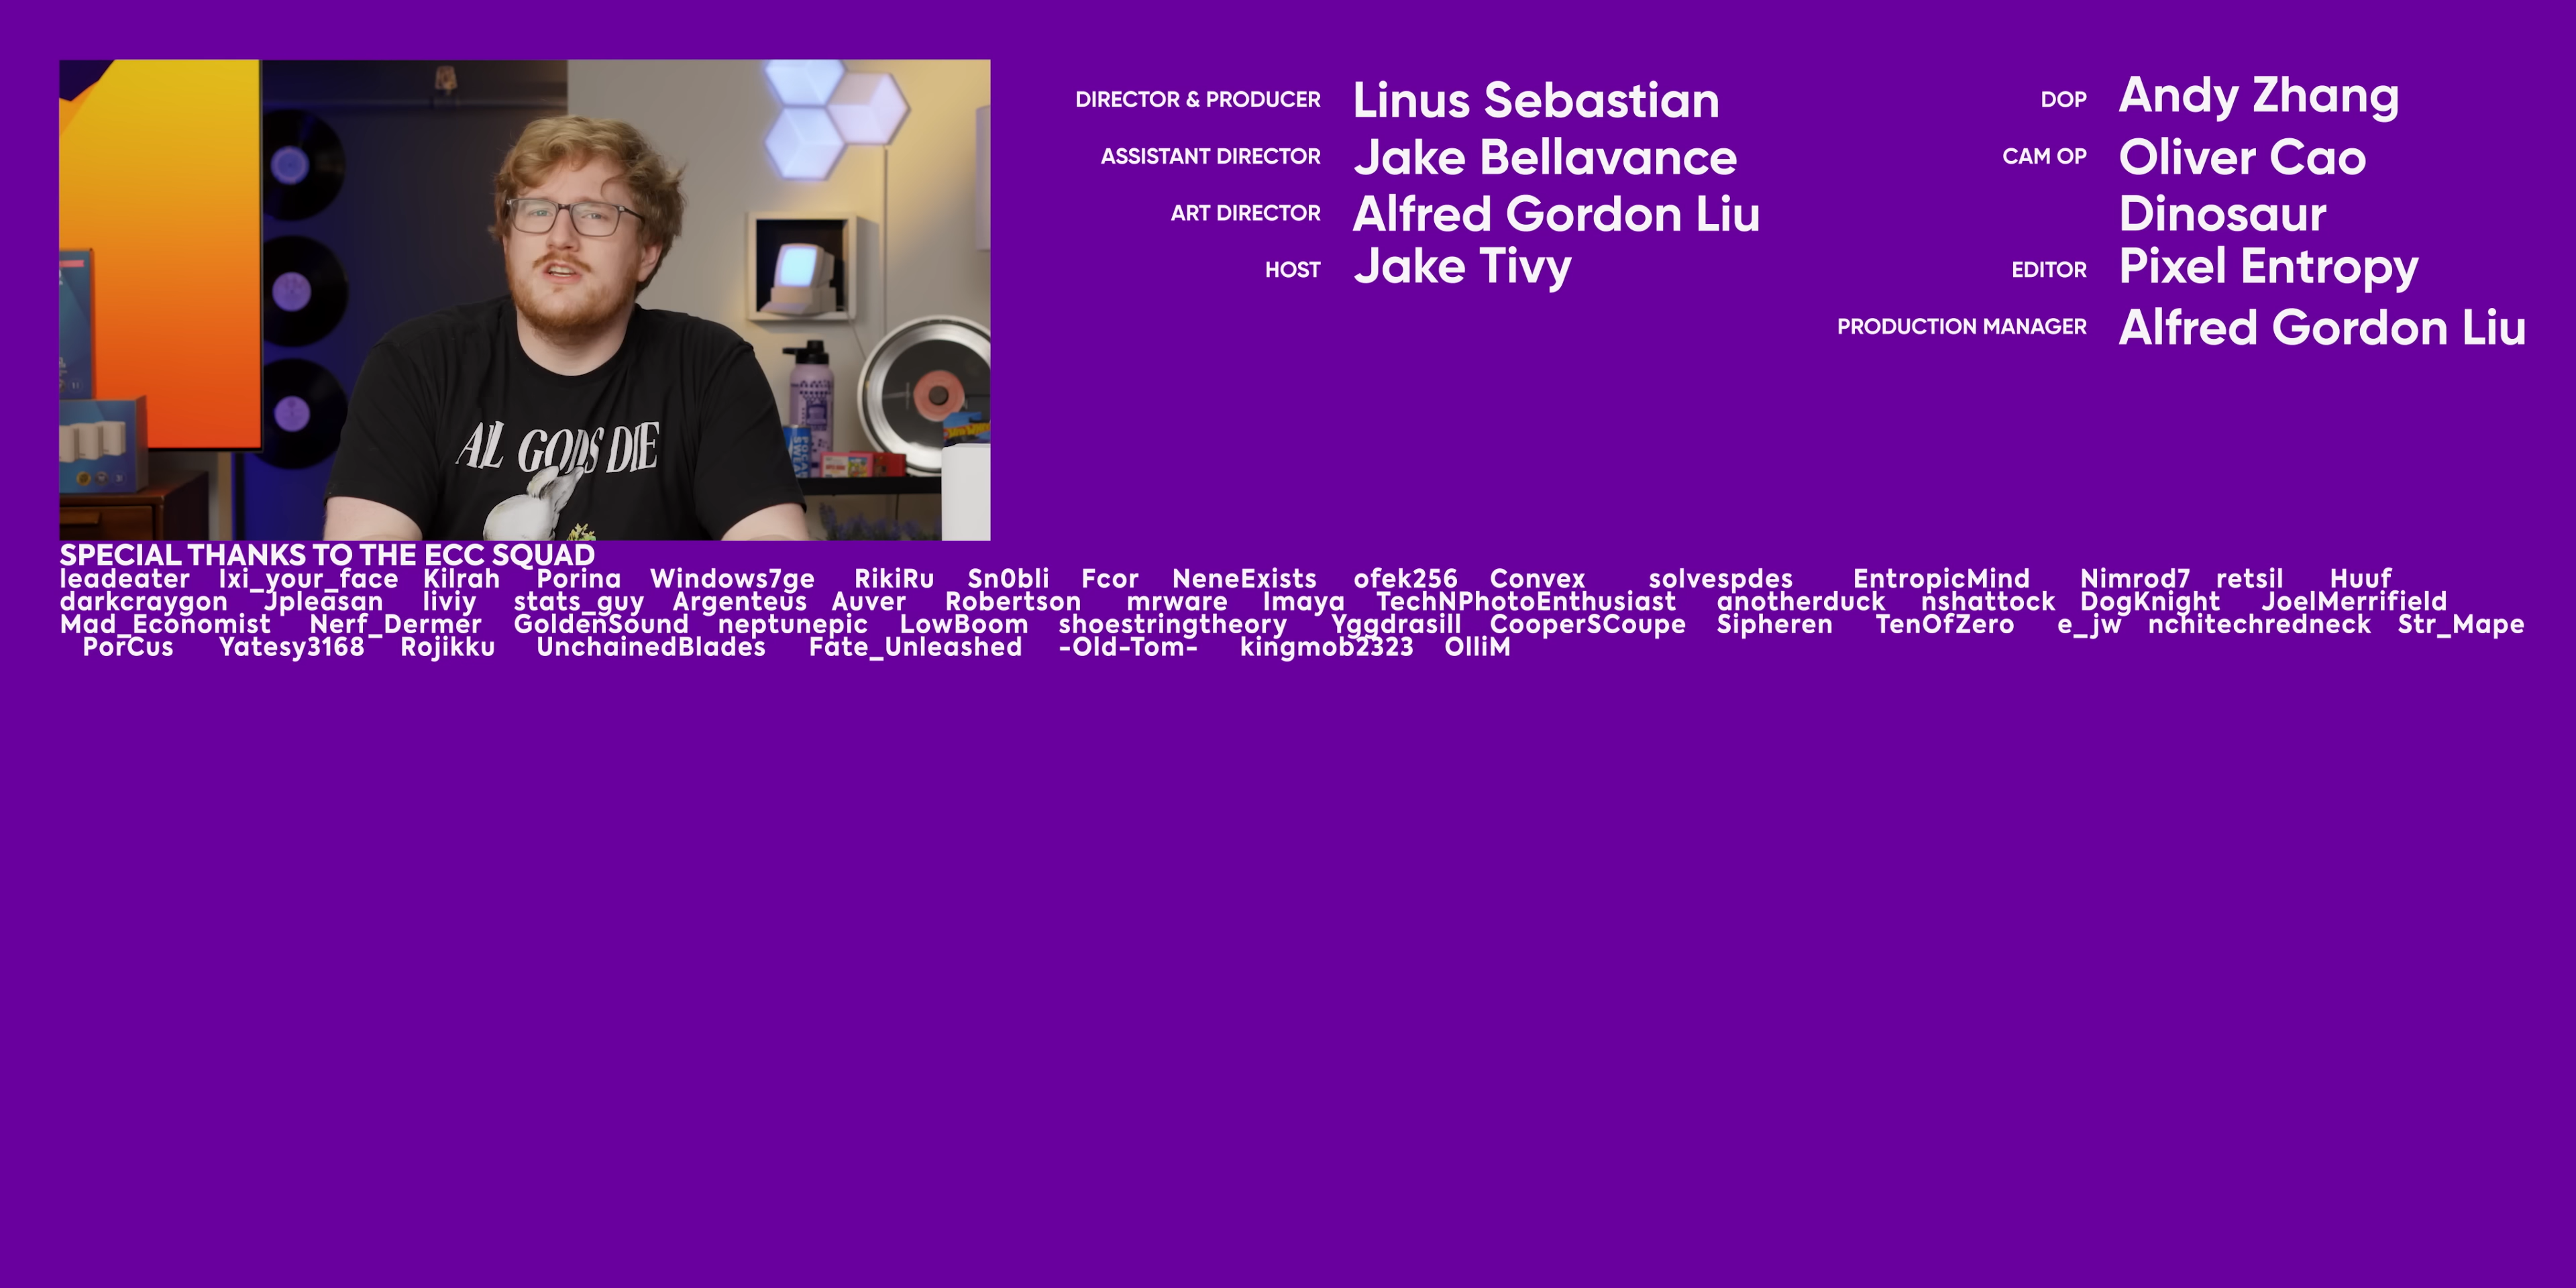 DIRECTOR & PRODUCER Linus Sebastian
ASSISTANT DIRECTOR Jake Bellavance
ART DIRECTOR Alfred Gordon Liu
HOST Jake Tivy
DOP Andy Zhang
CAM OP Oliver Cao
Dinosaur
EDITOR Pixel Entropy
PRODUCTION MANAGER Alfred Gordon Liu
AL GODS DIE
SPECIAL THANKS TO THE ECC SQUAD
leadeater Ixi_your_face Kilrah Porina Windows7ge RikiRu Sn0bli Fcor NeneExists ofek256 Convex solvespdes EntropicMind Nimrod7 retsil Huuf
darkcraygon Jpleasan liviy stats_guy Argenteus Auver Robertson mrware Imaya TechNPhotoEnthusiast anotherduck nshattock DogKnight JoelMerrifield
Mad_Economist Nerf_Dermer GoldenSound neptunepic LowBoom shoestringtheory Yggdrasill CooperSCoupe Sipheren TenOfZero e_jw nchitechredneck Str_Mape
PorCus Yatesy3168 Rojikku UnchainedBlades Fate_Unleashed -Old-Tom- kingmob2323 OlliM